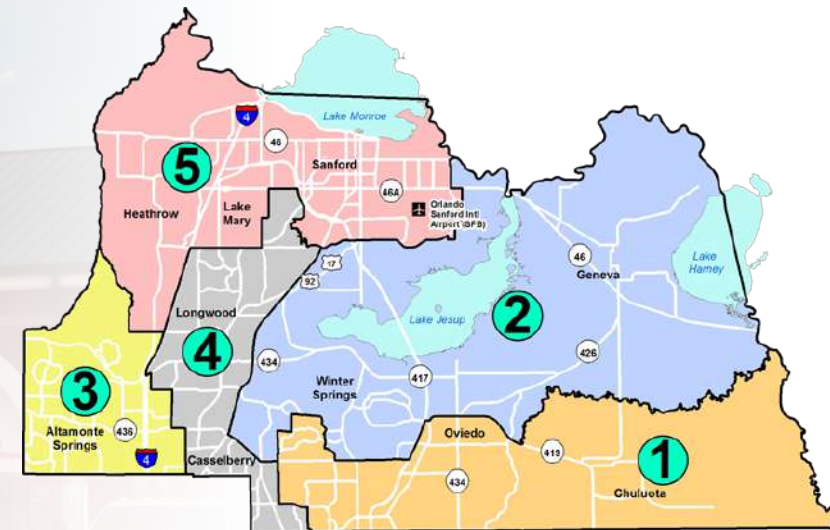 Lake Monroe
4
46
Sanford
5
46A
Heathrow
Lake
Mary
Orlando
Sanford Intl
Airport (SFB)
17
92
46
Geneva
Lake
Harney
Longwood
Lake Jesup
2
4
434
426
3
Winter
Springs
417
Altamonte
Springs
436
4
Casselberry
Oviedo
419
1
434
Chuluota